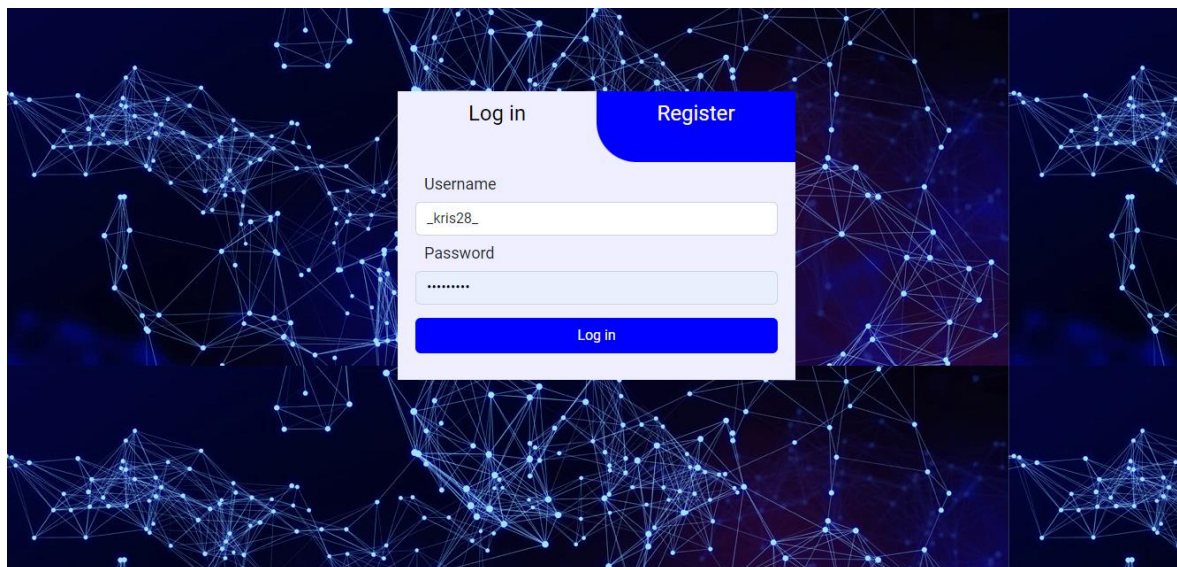 Log in Register
Username
_kris28_
Password
•••••••••
Log in